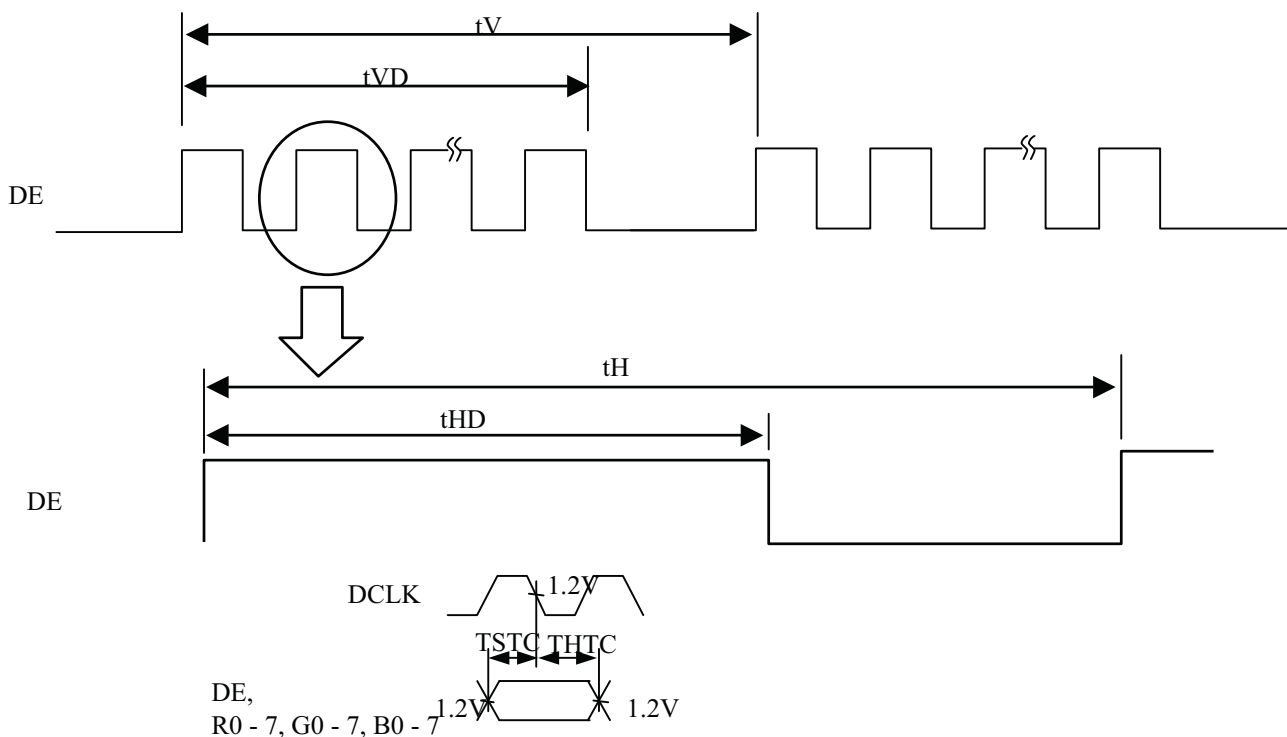 tV
tVD
DE
tH
tHD
DE
DCLK
1.2V
TSTC THTC
DE,
R0 - 7, G0 - 7, B0 - 7
1.2V
1.2V